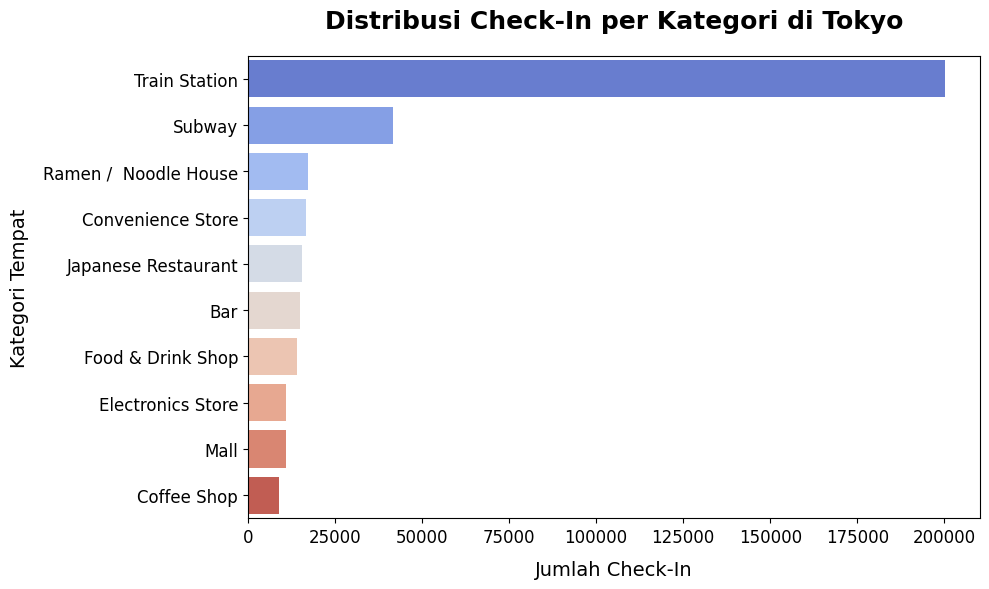 Distribusi Check-In per Kategori di Tokyo
Kategori Tempat
Train Station
Subway
Ramen /  Noodle House
Convenience Store
Japanese Restaurant
Bar
Food & Drink Shop
Electronics Store
Mall
Coffee Shop
0 25000 50000 75000 100000 125000 150000 175000 200000
Jumlah Check-In